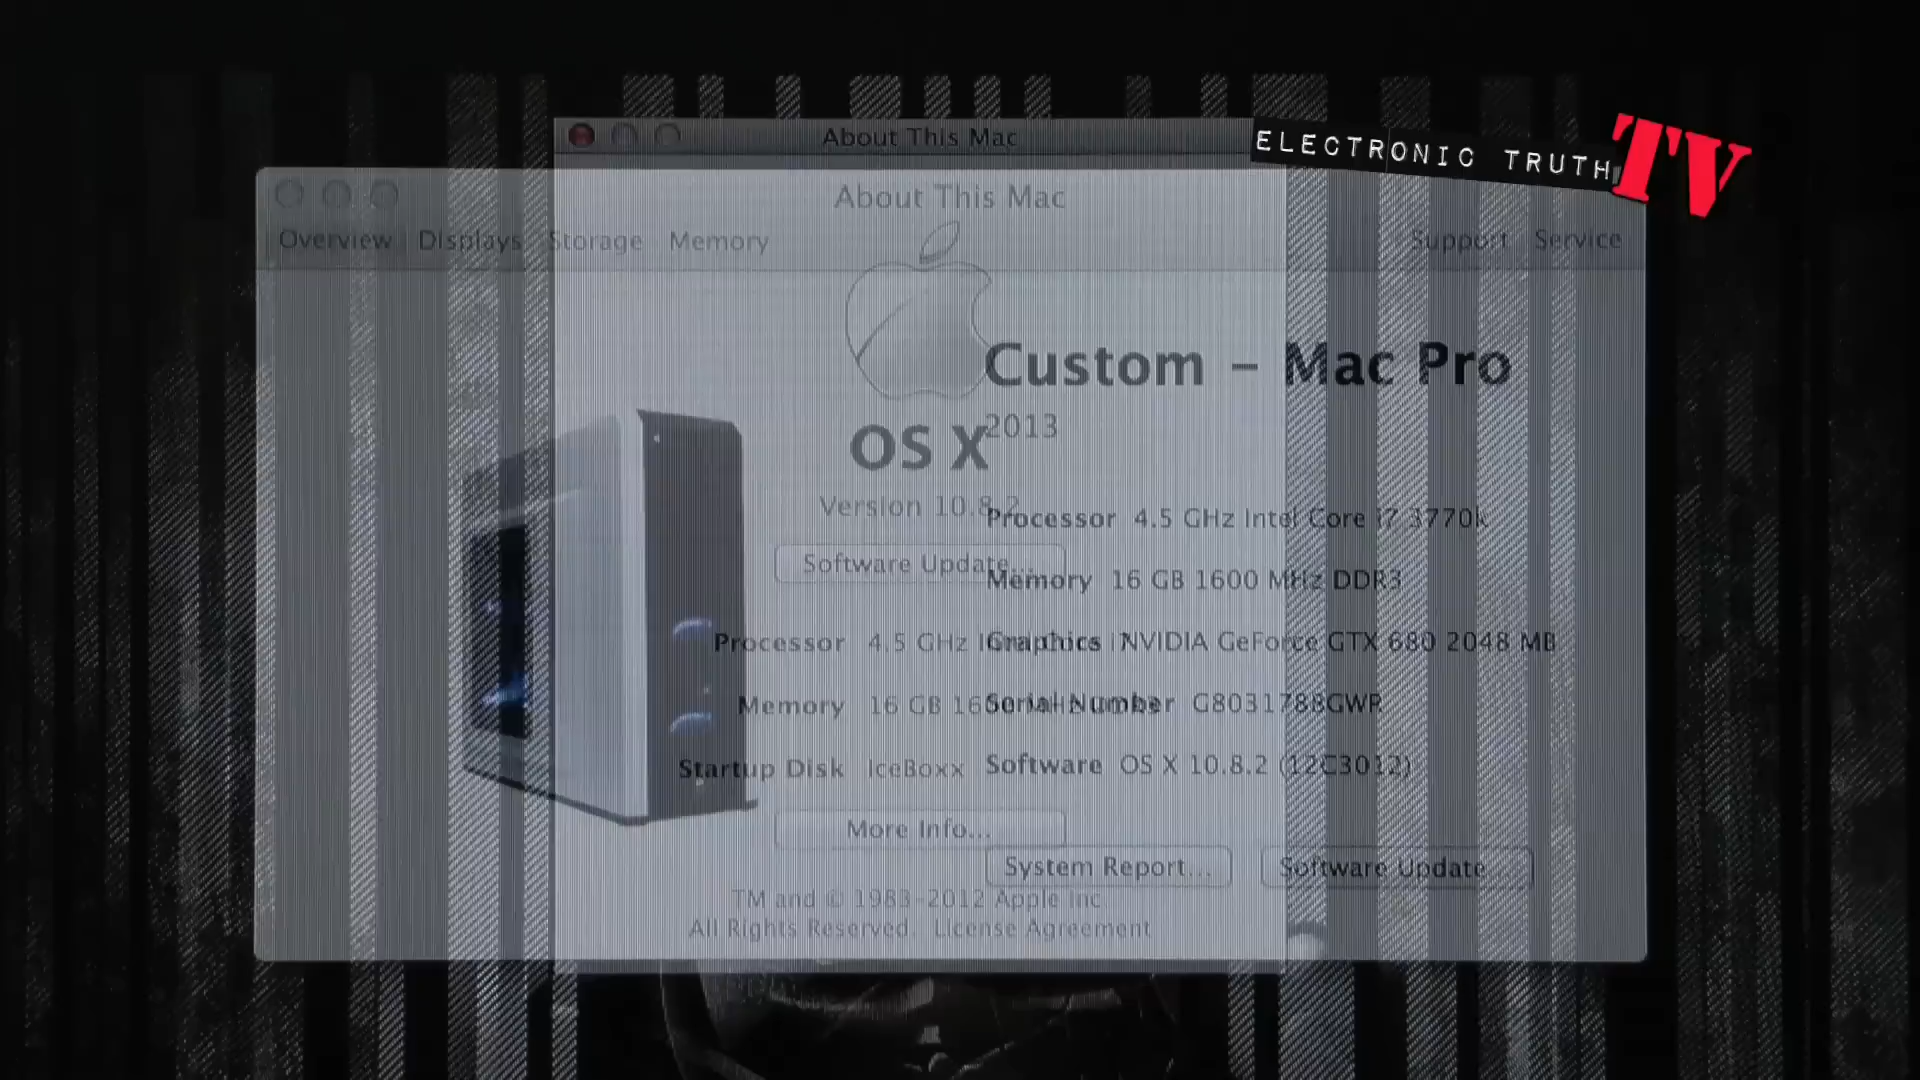 About This Mac
ELECTRONIC TRUTH TV
About This Mac
Overview Displays Storage Memory Support Service
Custom – Mac Pro
2013
OS X
Version 10.8.2
Processor 4.5 GHz Intel Core i7 3770k
Software Update...
Memory 16 GB 1600 MHz DDR3
Processor 4.5 GHz
Graphics NVIDIA GeForce GTX 680 2048 MB
Memory 16 GB
Serial Number G8031788GWR
Startup Disk IceBoxx
Software OS X 10.8.2 (12C3012)
More Info...
System Report... Software Update...
TM and © 1983-2012 Apple Inc.
All Rights Reserved. License Agreement